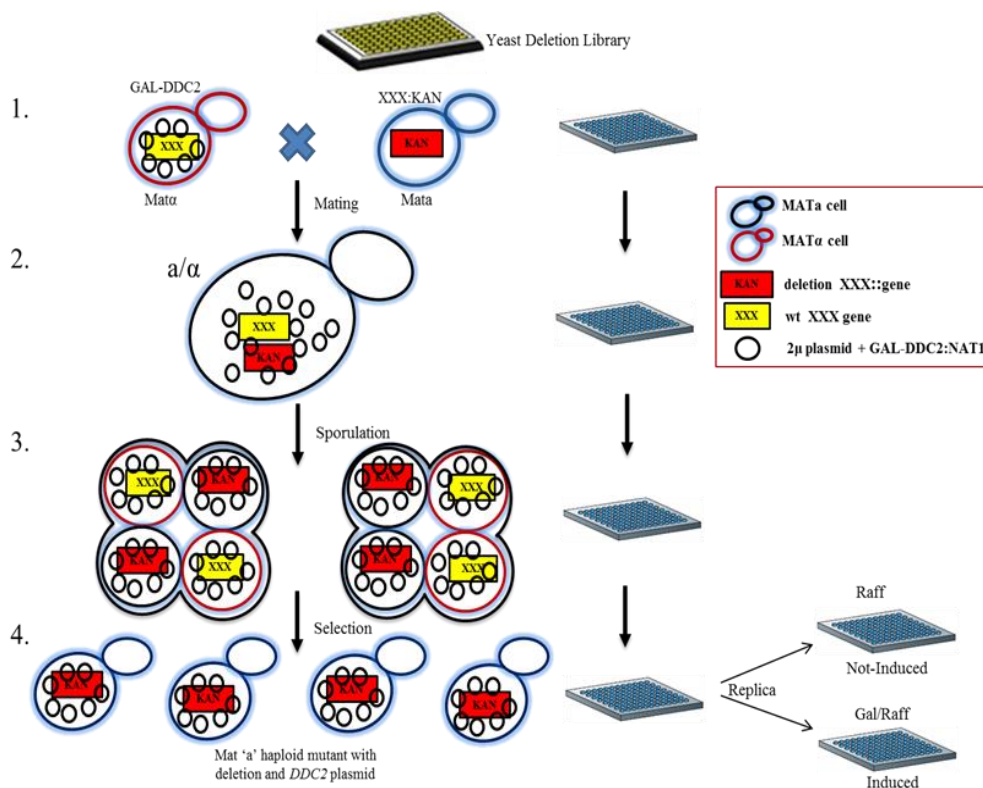 Yeast Deletion Library
1.
GAL-DDC2
XXX:KAN
XXX
KAN
Matα
Mata
Mating
2.
a/α
XXX
KAN
MATa cell
MATα cell
KAN deletion XXX::gene
XXX wt XXX gene
2μ plasmid + GAL-DDC2:NAT1
3.
Sporulation
XXX KAN KAN XXX
KAN XXX KAN XXX
4.
Selection
KAN KAN KAN KAN
Mat 'a' haploid mutant with
deletion and DDC2 plasmid
Raff
Not-Induced
Replica
Gal/Raff
Induced